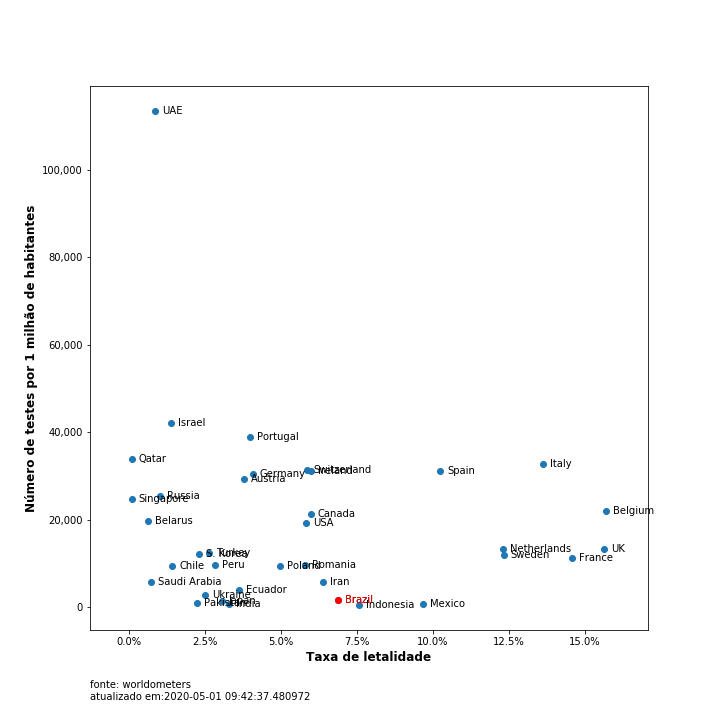 UAE
100,000
80,000
60,000
40,000
20,000
0
Número de testes por 1 milhão de habitantes
Israel
Portugal
Qatar
Germany
Switzerland
Ireland
Austria
Spain
Italy
Russia
Singapore
Belarus
Canada
USA
Belgium
Turkey
S. Korea
Netherlands
Sweden
UK
France
Chile
Peru
Poland
Romania
Saudi Arabia
Iran
Ukraine
Ecuador
Pakistan
Japan
India
Brazil
Indonesia
Mexico
0.0% 2.5% 5.0% 7.5% 10.0% 12.5% 15.0%
Taxa de letalidade
fonte: worldometers
atualizado em:2020-05-01 09:42:37.480972